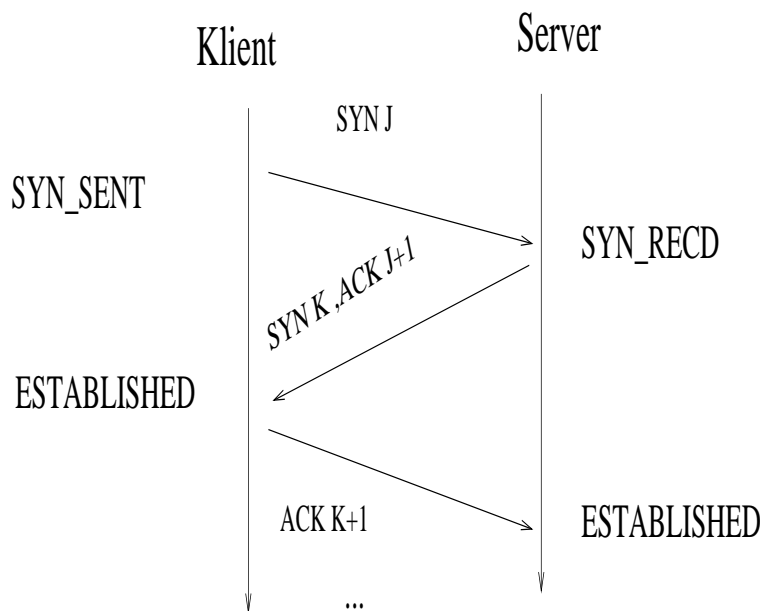 Klient
Server
SYN J
SYN_SENT
SYN_RECD
SYN K ,ACK J+1
ESTABLISHED
ACK K+1
ESTABLISHED
...